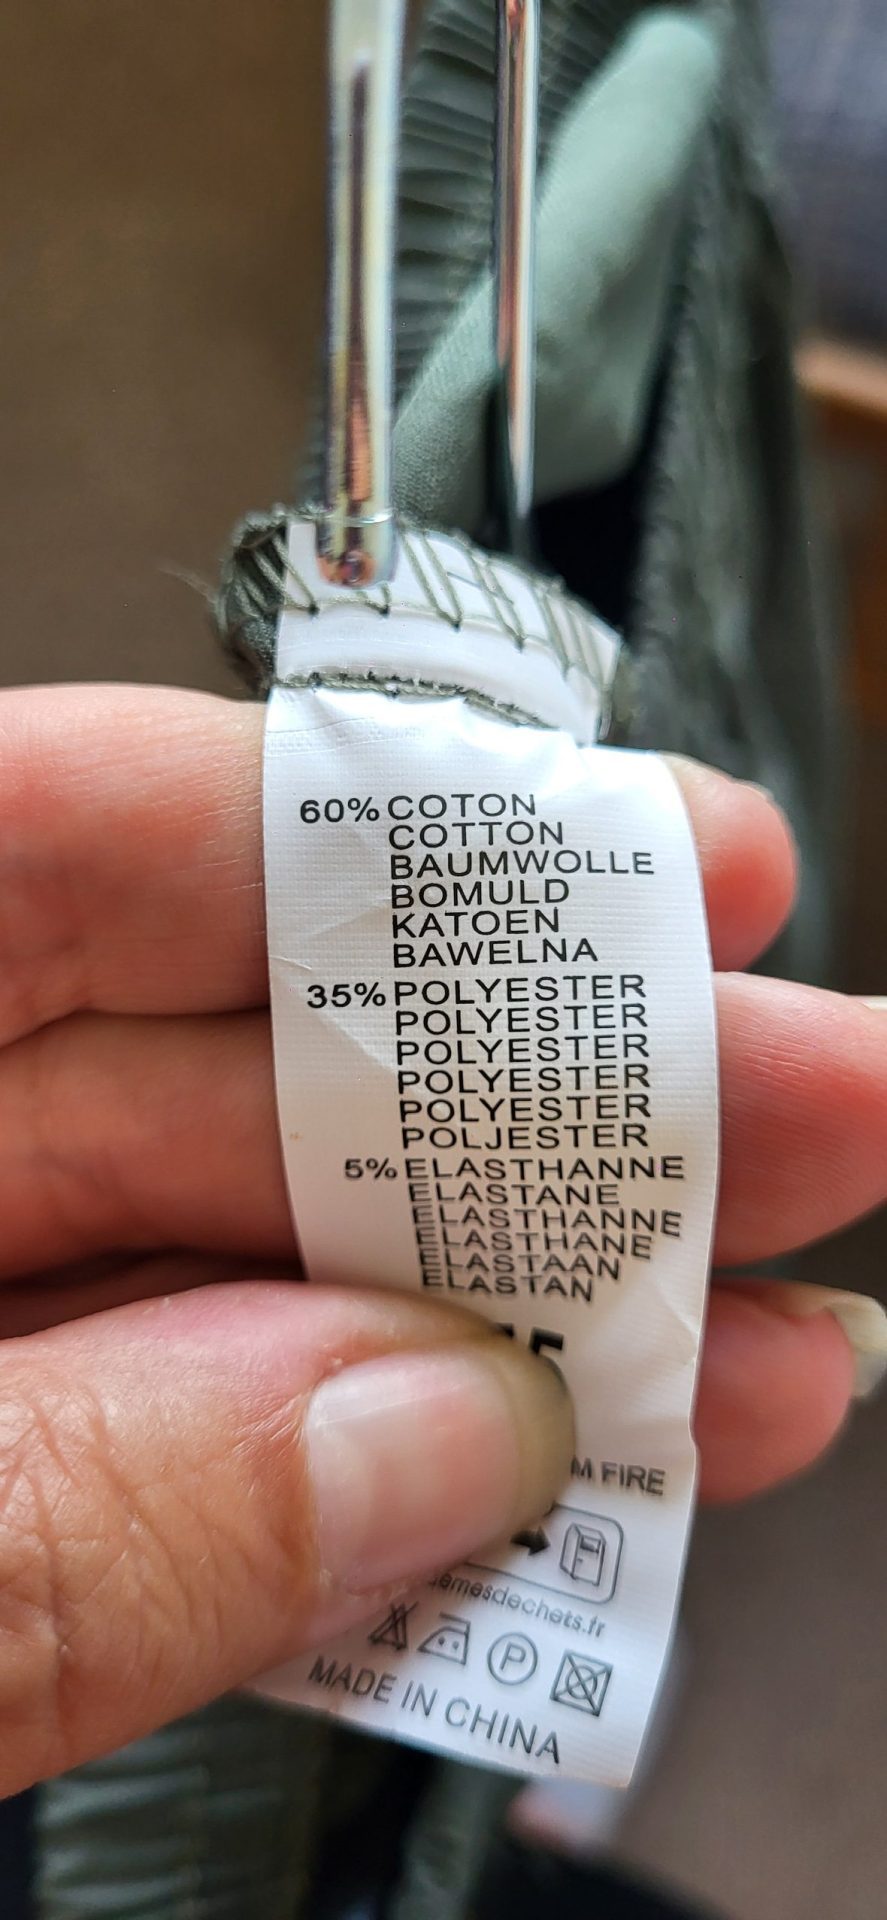 60% COTON
COTTON
BAUMWOLLE
BOMULD
KATOEN
BAWELNA
35% POLYESTER
POLYESTER
POLYESTER
POLYESTER
POLYESTER
POLJESTER
5% ELASTHANNE
ELASTANE
ELASTHANNE
ELASTHANE
ELASTAAN
ELASTAN
FIRE
P
MADE IN CHINA